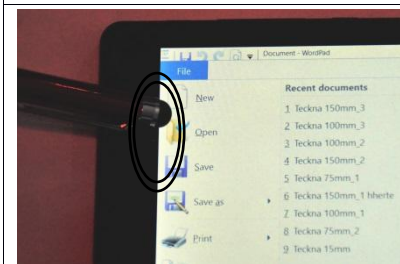 Document - WordPad
File
Recent documents
New
1 Teckna 150mm_3
2 Teckna 100mm_3
Open
3 Teckna 100mm_2
4 Teckna 150mm_2
Save
5 Teckna 75mm_1
6 Teckna 150mm_1 hherte
Save as
7 Teckna 100mm_1
8 Teckna 75mm_2
Print
9 Teckna 15mm